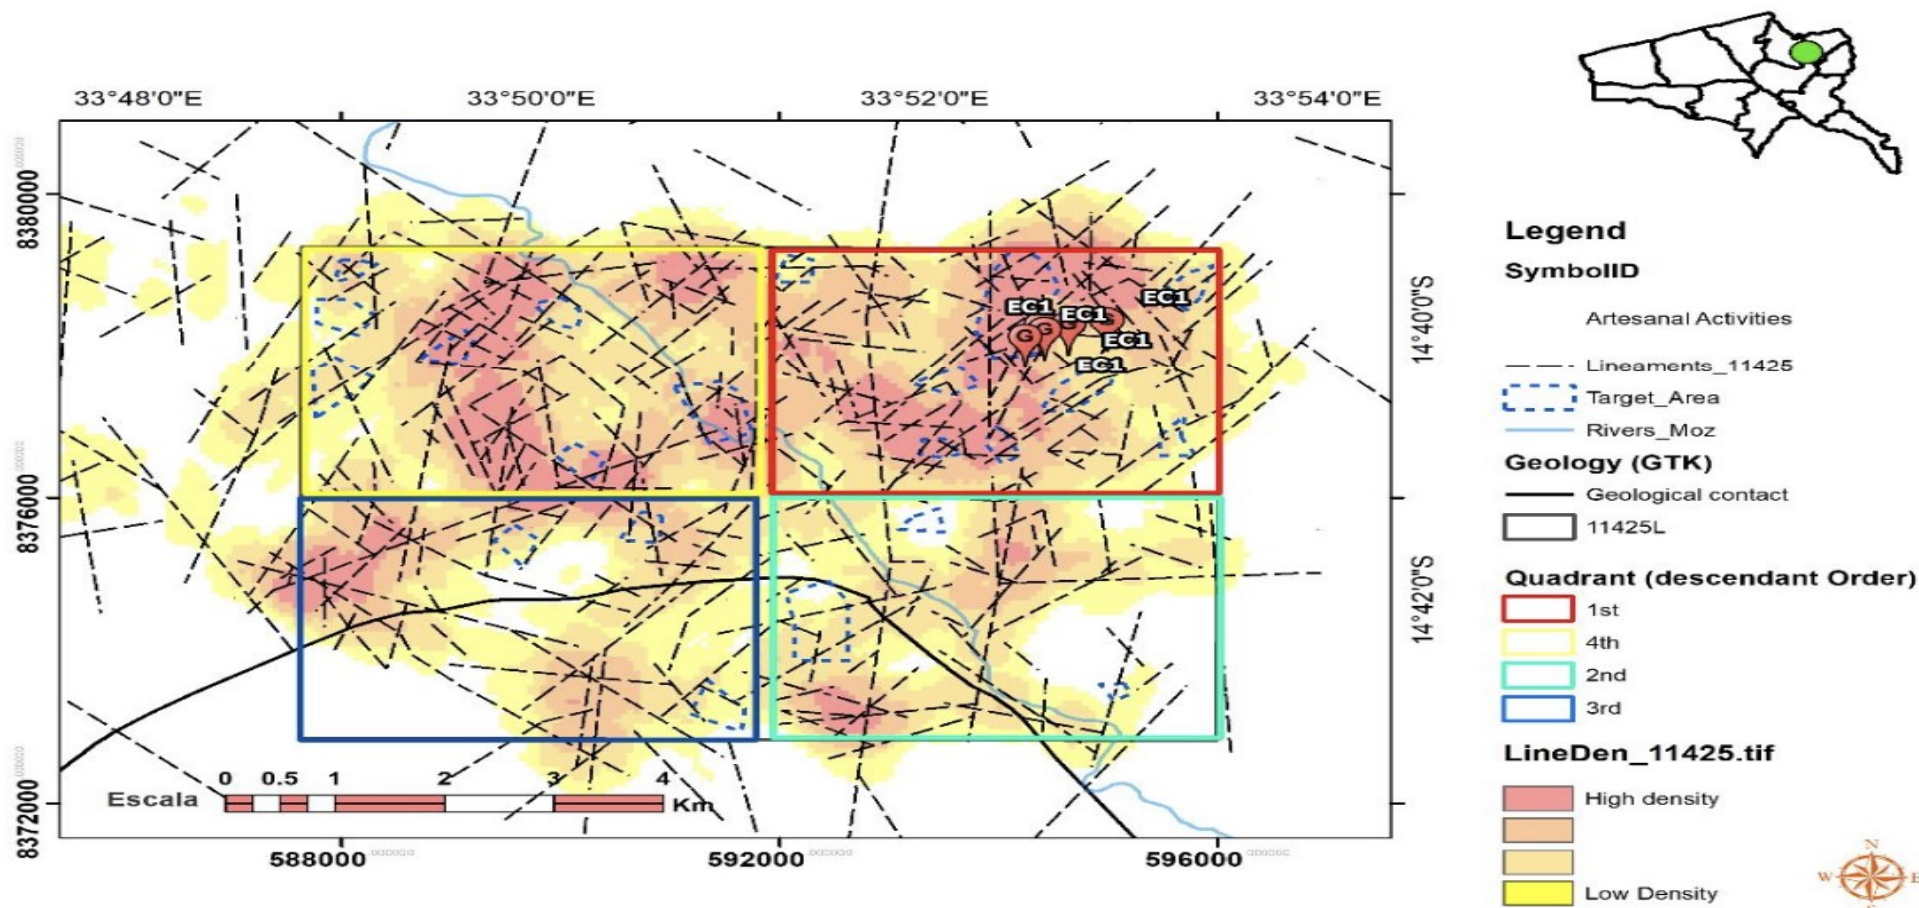 33°48'0"E
33°50'0"E
33°52'0"E
33°54'0"E
8380000
8376000
8372000
14°40'0"S
14°42'0"S
EC1
EC1
EC1
EC1
EC1
G
G
Escala
0 0.5 1 2 3 4
Km
588000
592000
596000
Legend
SymbolID
Artesanal Activities
Lineaments_11425
Target_Area
Rivers_Moz
Geology (GTK)
Geological contact
11425L
Quadrant (descendant Order)
1st
4th
2nd
3rd
LineDen_11425.tif
High density
Low Density
N
W E